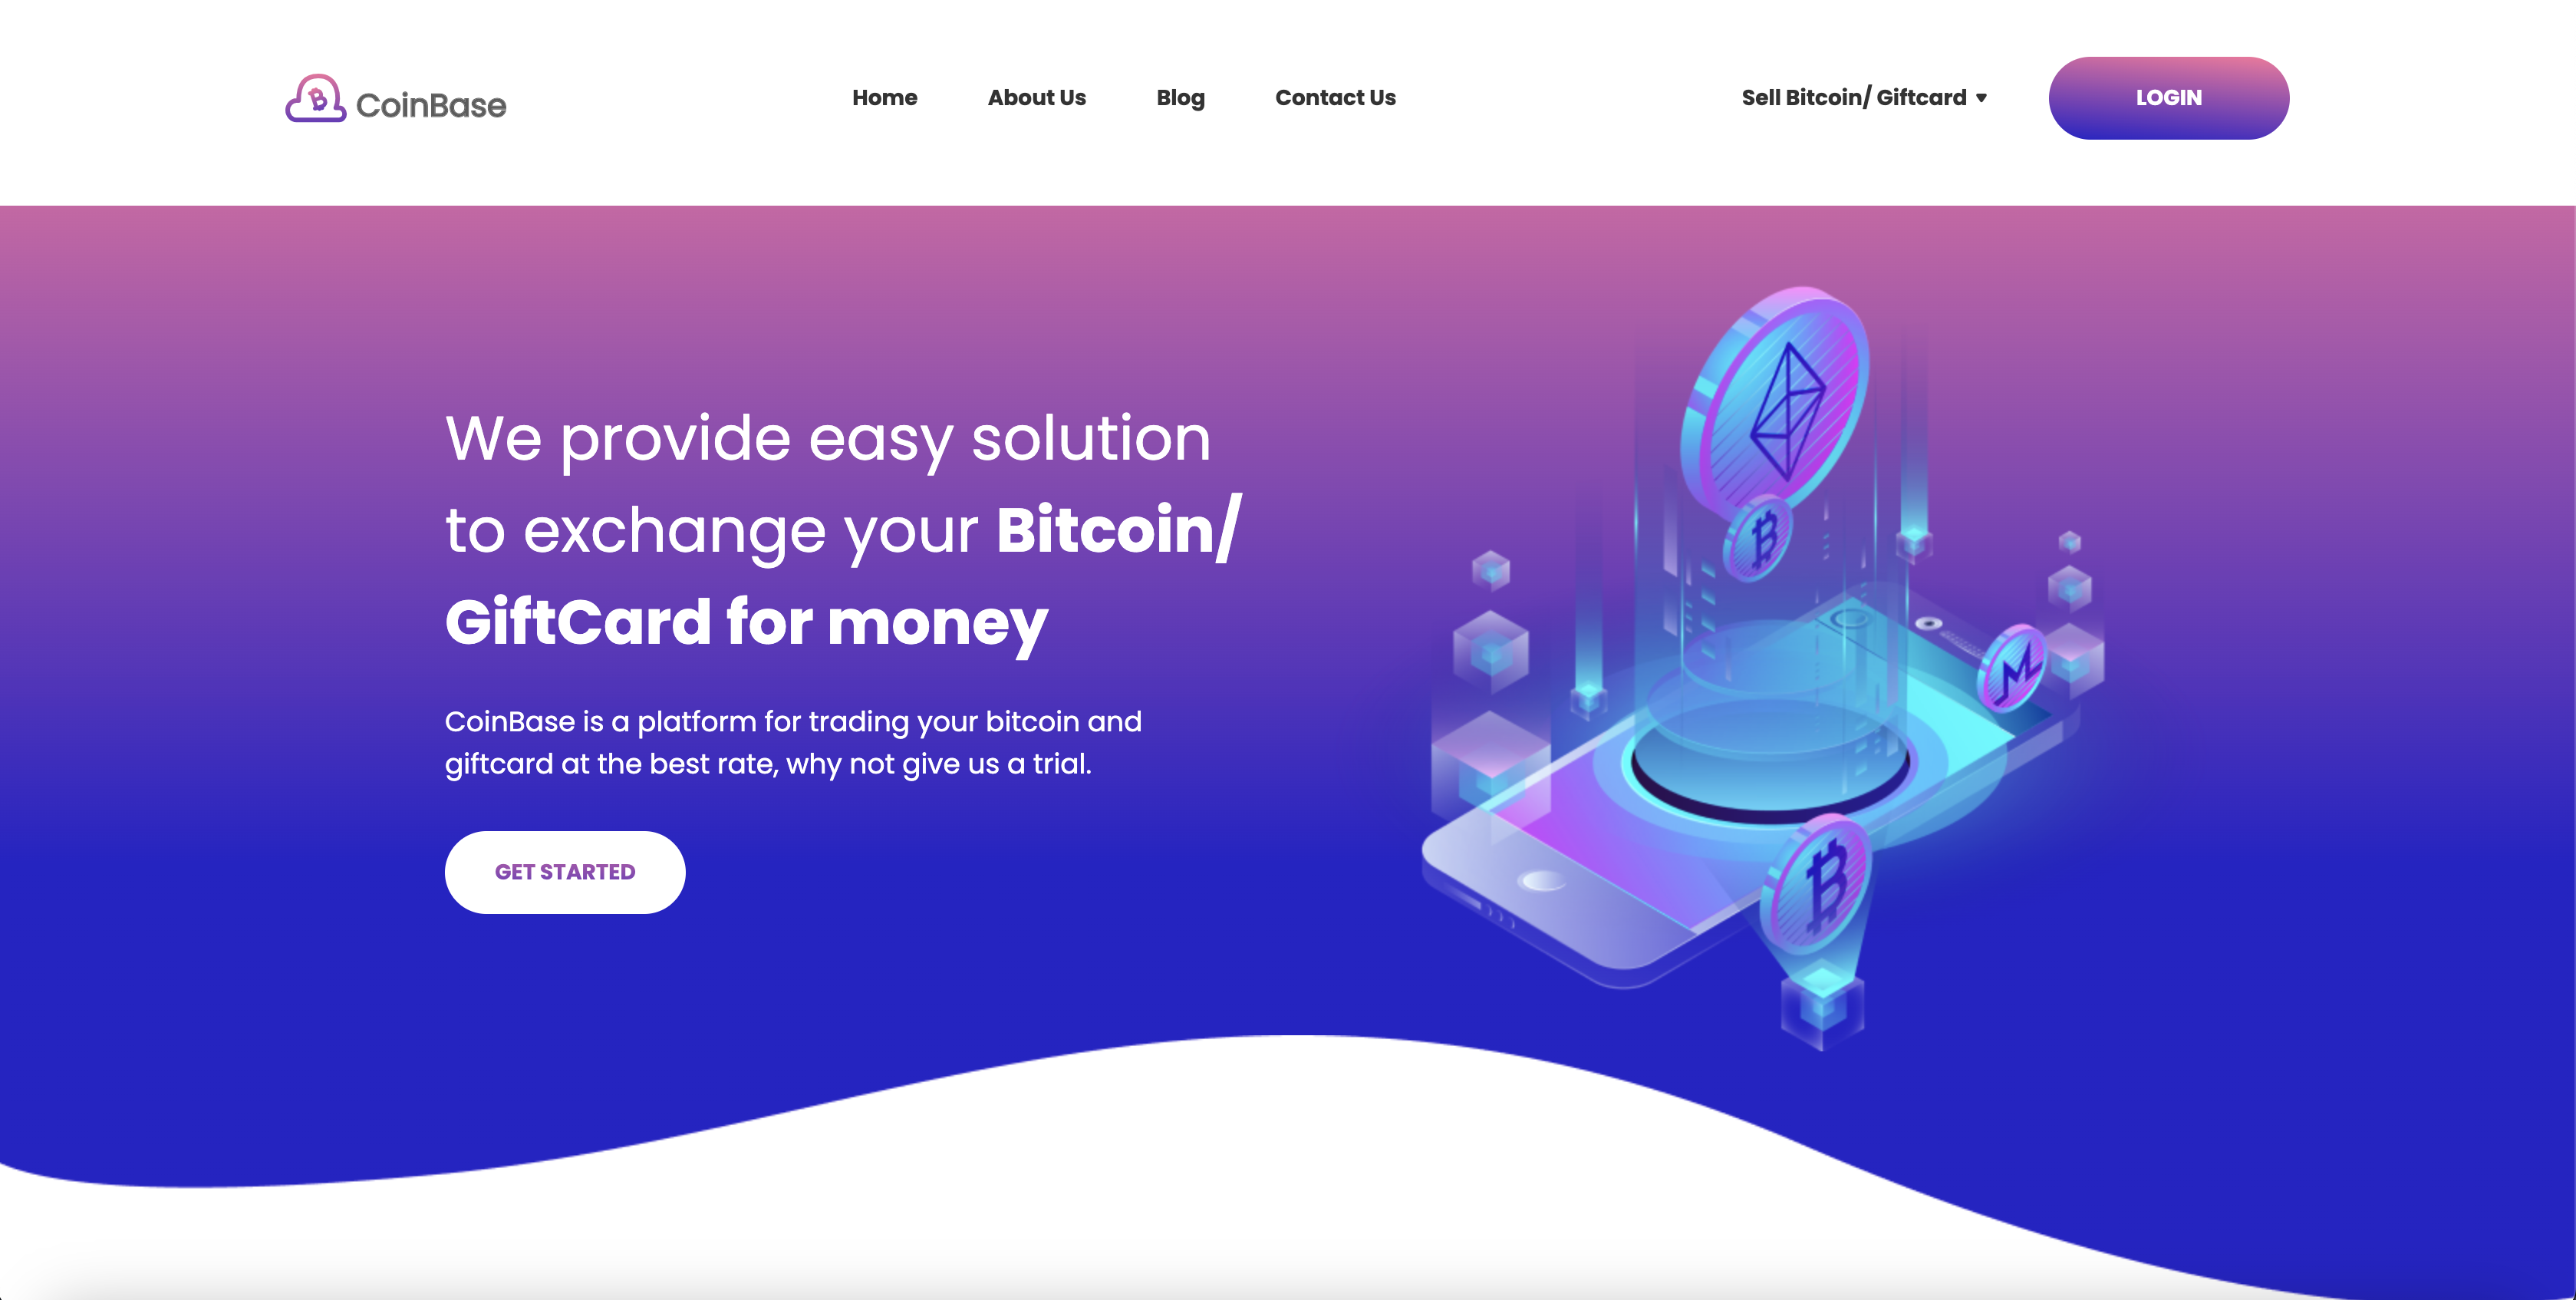 CoinBase
Home
About Us
Blog
Contact Us
Sell Bitcoin/ Giftcard
LOGIN
We provide easy solution
to exchange your Bitcoin/
GiftCard for money
CoinBase is a platform for trading your bitcoin and
giftcard at the best rate, why not give us a trial.
GET STARTED